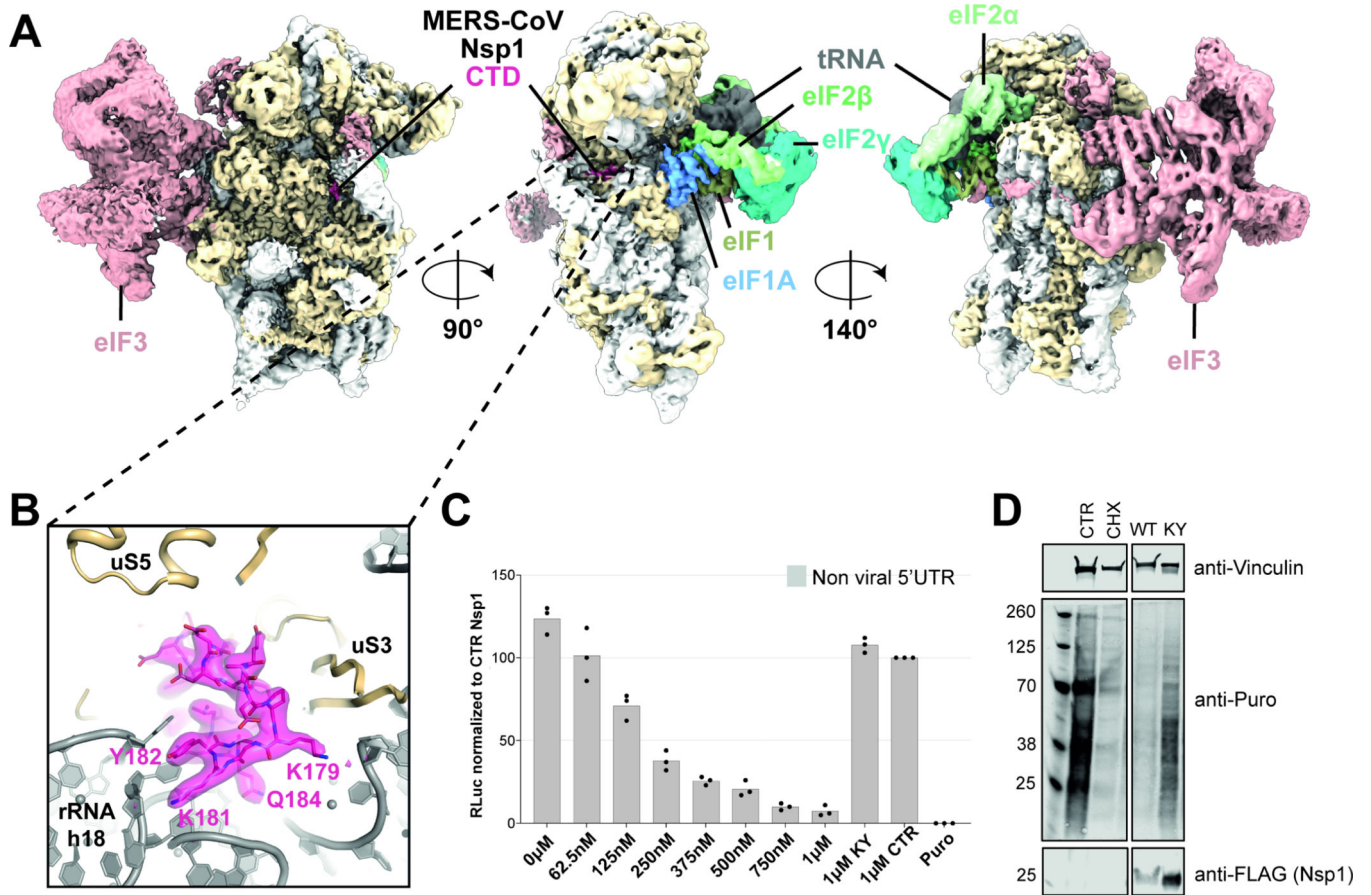 A
MERS-CoV
Nsp1
CTD
tRNA
eIF2α
eIF2β
eIF2γ
eIF1
eIF1A
eIF3
90°
140°
eIF3
B
uS5
uS3
Y182
K179
Q184
K181
rRNA
h18
C
RLuc normalized to CTR Nsp1
150
100
50
0
Non viral 5'UTR
0μM
62.5nM
125nM
250nM
375nM
500nM
750nM
1μM
1μM KY
1μM CTR
Puro
D
CTR
CHX
WT
KY
anti-Vinculin
260
125
70
38
25
anti-Puro
25
anti-FLAG (Nsp1)